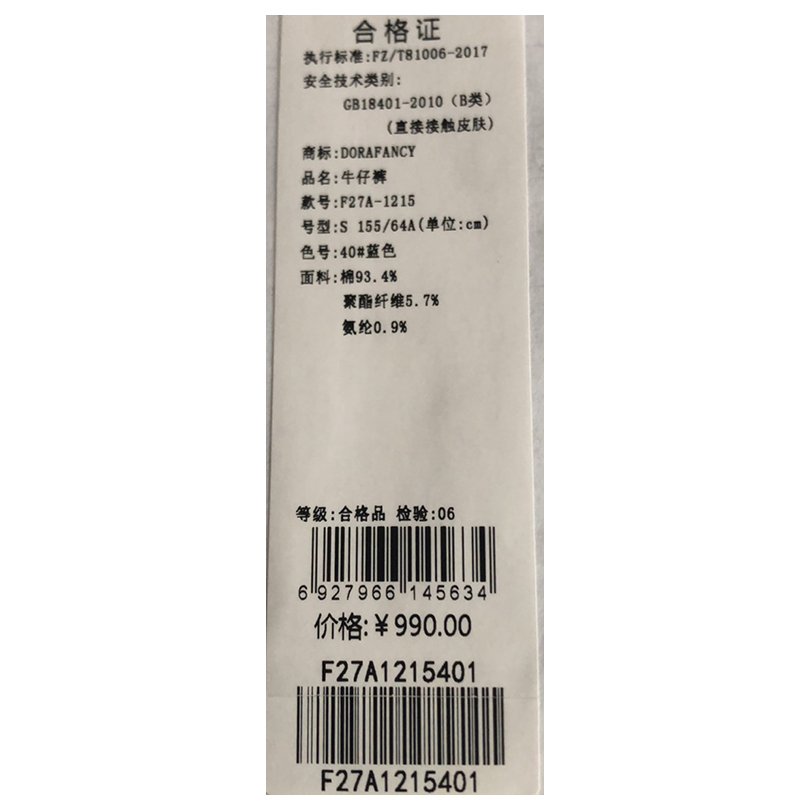 合格证
执行标准:FZ/T81006-2017
安全技术类别:
GB18401-2010（B类）
(直接接触皮肤)
商标:DORAFANCY
品名:牛仔裤
款号:F27A-1215
号型:S 155/64A(单位:cm)
色号:40#蓝色
面料:棉93.4%
聚酯纤维5.7%
氨纶0.9%
等级:合格品 检验:06
6 927966 145634
价格:￥990.00
F27A1215401
F27A1215401